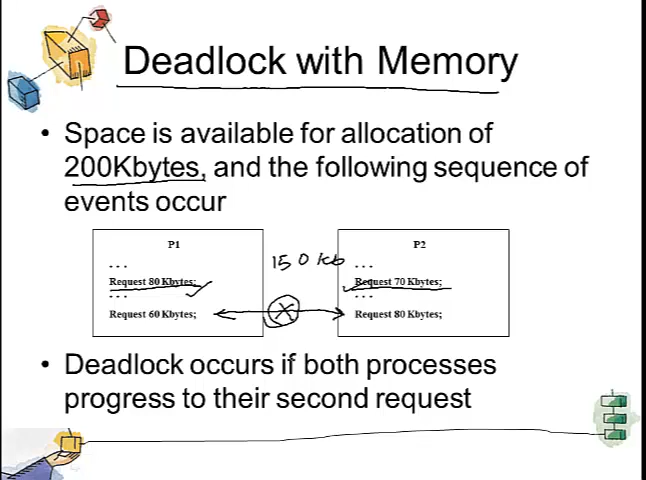 Deadlock with Memory
• Space is available for allocation of
200Kbytes, and the following sequence of
events occur
P1
. . .
Request 80 Kbytes;
. . .
Request 60 Kbytes;
150 kb
P2
. . .
Request 70 Kbytes;
. . .
Request 80 Kbytes;
• Deadlock occurs if both processes
progress to their second request